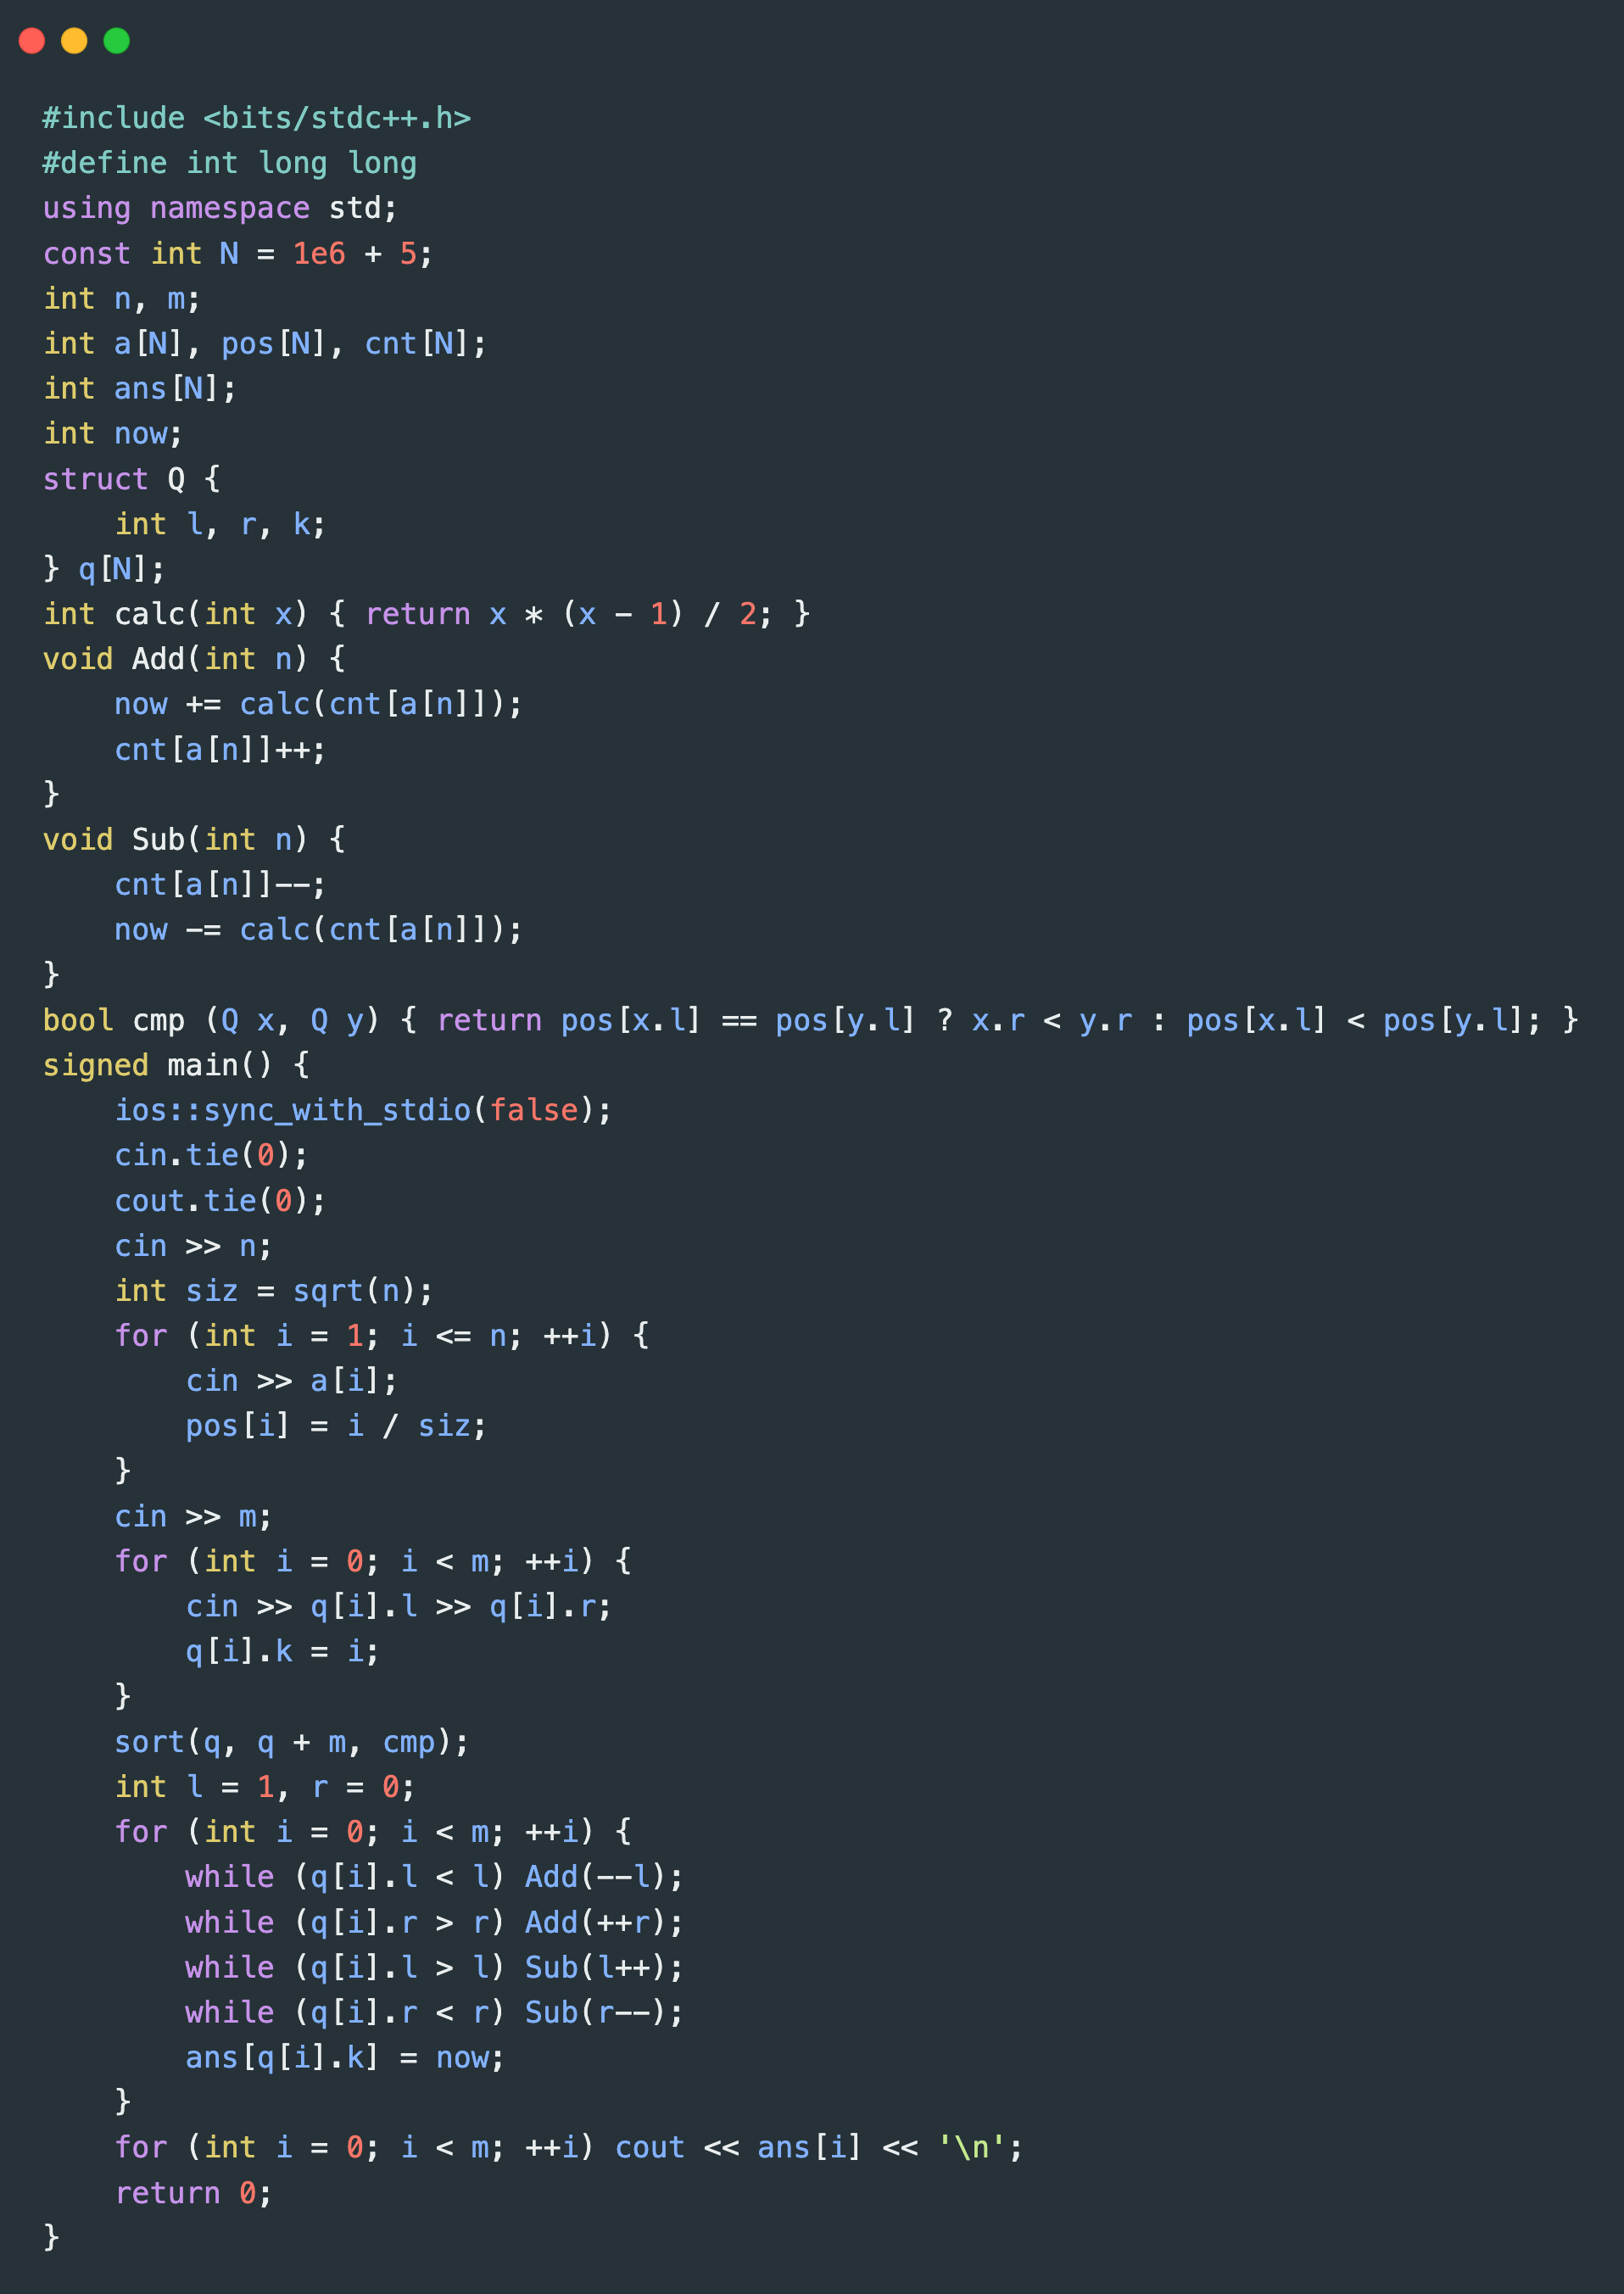 #include <bits/stdc++.h>
#define int long long
using namespace std;
const int N = 1e6 + 5;
int n, m;
int a[N], pos[N], cnt[N];
int ans[N];
int now;
struct Q {
    int l, r, k;
} q[N];
int calc(int x) { return x * (x - 1) / 2; }
void Add(int n) {
    now += calc(cnt[a[n]]);
    cnt[a[n]]++;
}
void Sub(int n) {
    cnt[a[n]]--;
    now -= calc(cnt[a[n]]);
}
bool cmp (Q x, Q y) { return pos[x.l] == pos[y.l] ? x.r < y.r : pos[x.l] < pos[y.l]; }
signed main() {
    ios::sync_with_stdio(false);
    cin.tie(0);
    cout.tie(0);
    cin >> n;
    int siz = sqrt(n);
    for (int i = 1; i <= n; ++i) {
        cin >> a[i];
        pos[i] = i / siz;
    }
    cin >> m;
    for (int i = 0; i < m; ++i) {
        cin >> q[i].l >> q[i].r;
        q[i].k = i;
    }
    sort(q, q + m, cmp);
    int l = 1, r = 0;
    for (int i = 0; i < m; ++i) {
        while (q[i].l < l) Add(--l);
        while (q[i].r > r) Add(++r);
        while (q[i].l > l) Sub(l++);
        while (q[i].r < r) Sub(r--);
        ans[q[i].k] = now;
    }
    for (int i = 0; i < m; ++i) cout << ans[i] << '\n';
    return 0;
}